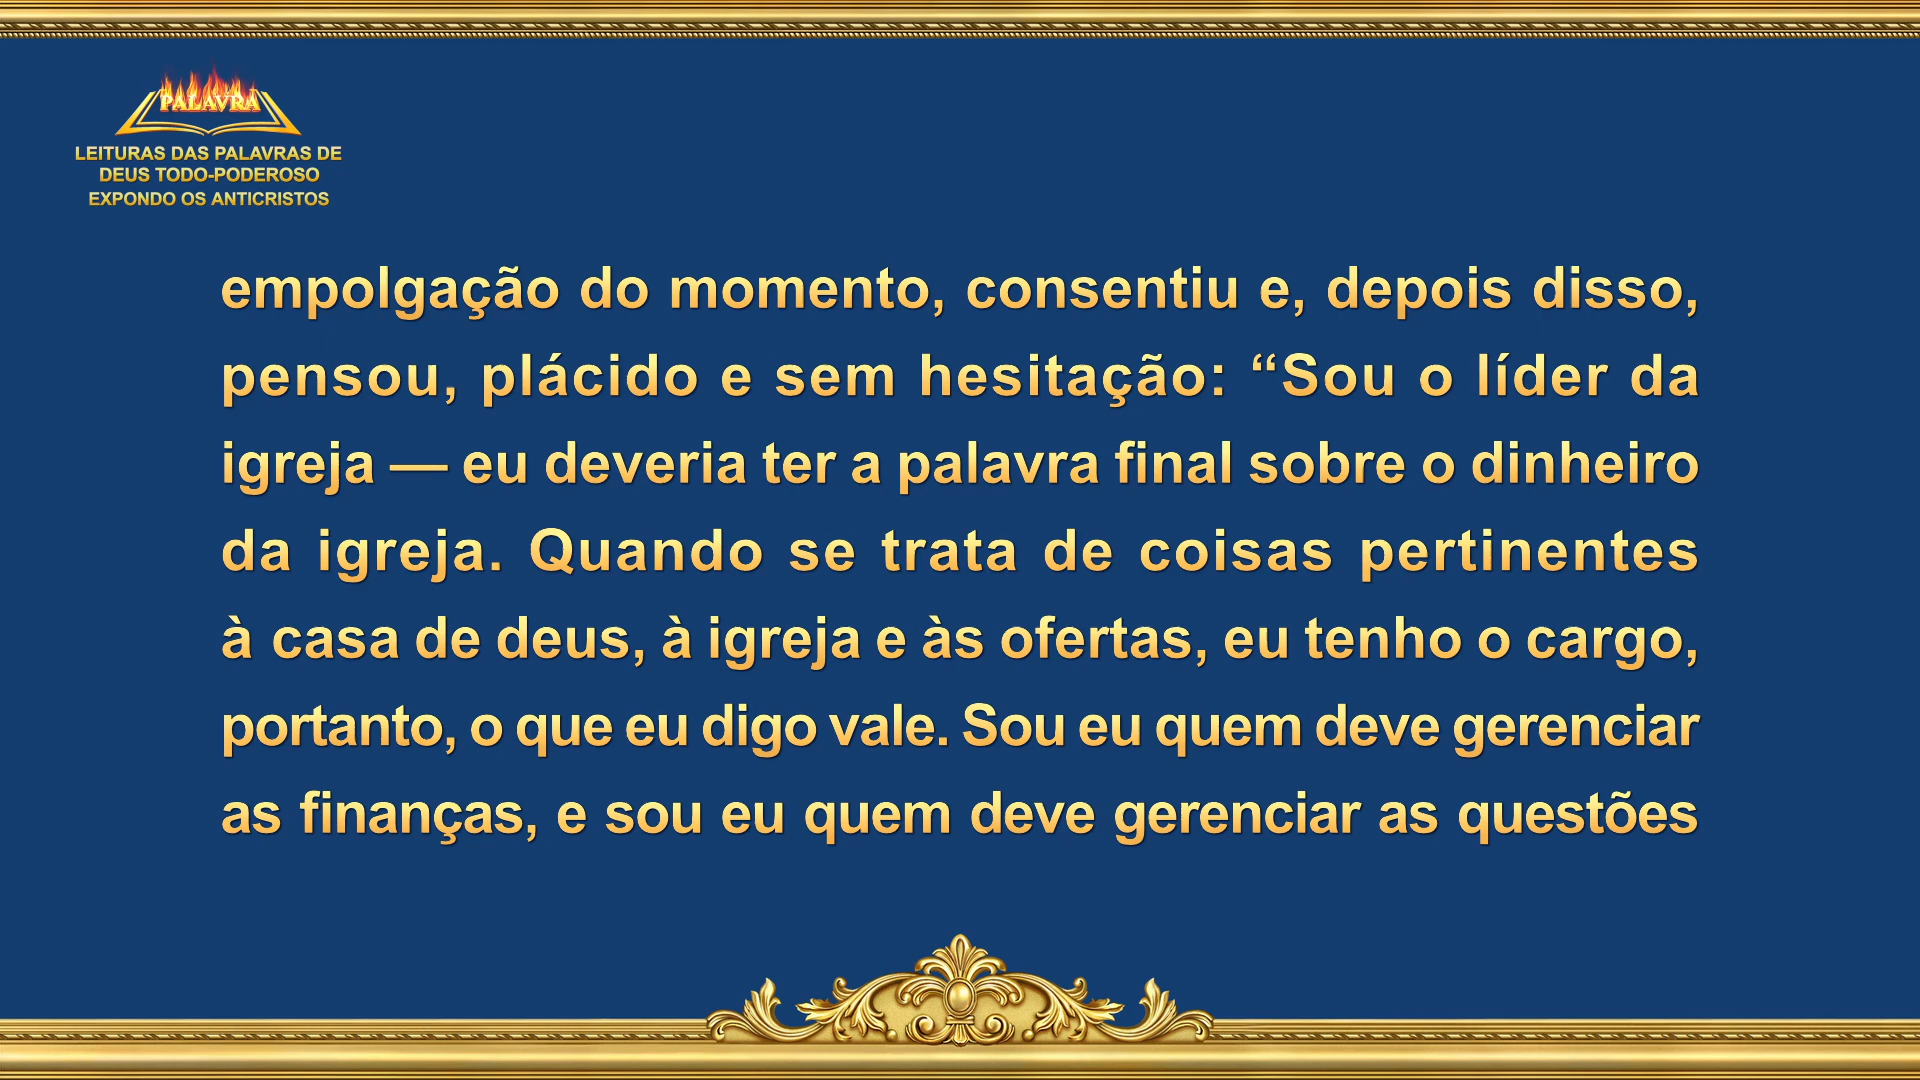 PALAVRA
LEITURAS DAS PALAVRAS DE
DEUS TODO-PODEROSO
EXPONDO OS ANTICRISTOS
empolgação do momento, consentiu e, depois disso,
pensou, plácido e sem hesitação: “Sou o líder da
igreja — eu deveria ter a palavra final sobre o dinheiro
da igreja. Quando se trata de coisas pertinentes
à casa de deus, à igreja e às ofertas, eu tenho o cargo,
portanto, o que eu digo vale. Sou eu quem deve gerenciar
as finanças, e sou eu quem deve gerenciar as questões